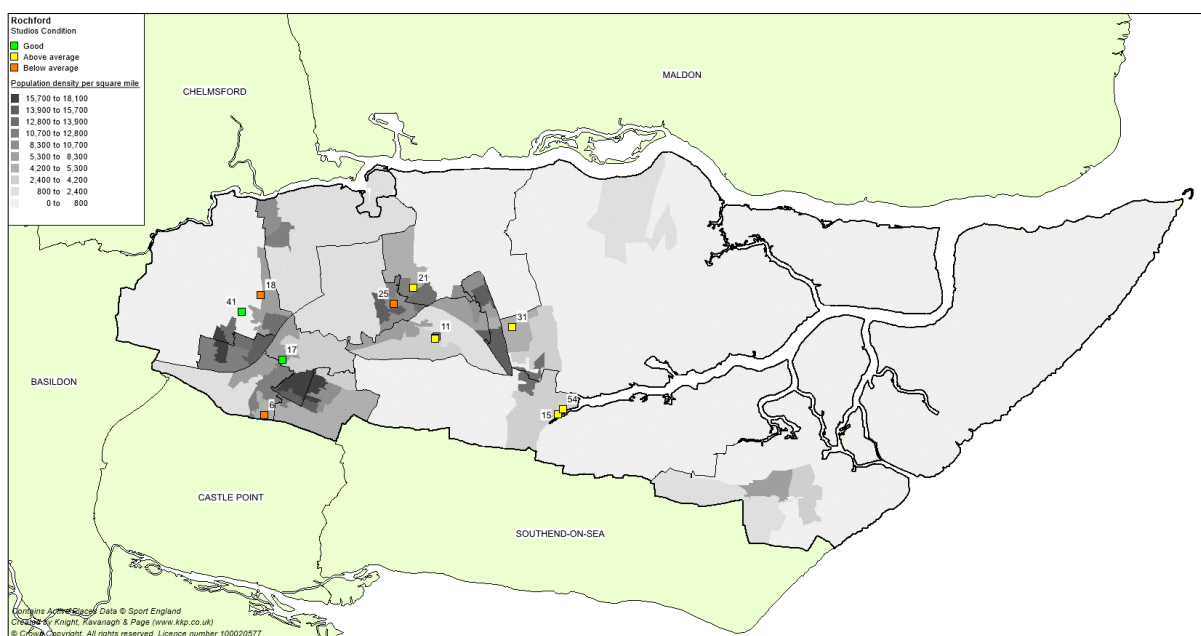 Rochford
Studios Condition
Good
Above average
Below average
Population density per square mile
15,700 to 18,100
13,900 to 15,700
12,800 to 13,900
10,700 to 12,800
8,300 to 10,700
5,300 to 8,300
4,200 to 5,300
2,400 to 4,200
800 to 2,400
0 to 800
MALDON
CHELMSFORD
18
21
25
41
31
11
17
BASILDON
6
54
15
CASTLE POINT
SOUTHEND-ON-SEA
Contains Active Places Data © Sport England
Created by Knight, Kavanagh & Page (www.kkp.co.uk)
© Crown Copyright. All rights reserved. Licence number 100020577.